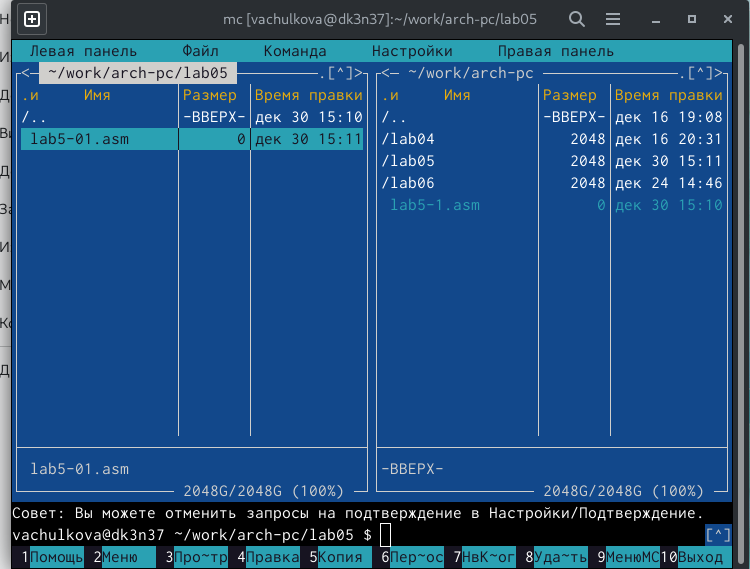 mc [vachulkova@dk3n37]:~/work/arch-pc/lab05
Левая панель Файл Команда Настройки Правая панель
<— ~/work/arch-pc/lab05 .[^]> <— ~/work/arch-pc .[^]>
.и Имя Размер Время правки .и Имя Размер Время правки
/.. -ВВЕРХ- дек 30 15:10 /.. -ВВЕРХ- дек 16 19:08
lab5-01.asm 0 дек 30 15:11 /lab04 2048 дек 16 20:31
/lab05 2048 дек 30 15:11
/lab06 2048 дек 24 14:46
lab5-1.asm 0 дек 30 15:10
lab5-01.asm -ВВЕРХ-
2048G/2048G (100%) 2048G/2048G (100%)
Совет: Вы можете отменить запросы на подтверждение в Настройки/Подтверждение.
vachulkova@dk3n37 ~/work/arch-pc/lab05 $ [^]
1Помощь 2Меню 3Про~тр 4Правка 5Копия 6Пер~ос 7НвК~ог 8Уда~ть 9МенюMC 10Выход